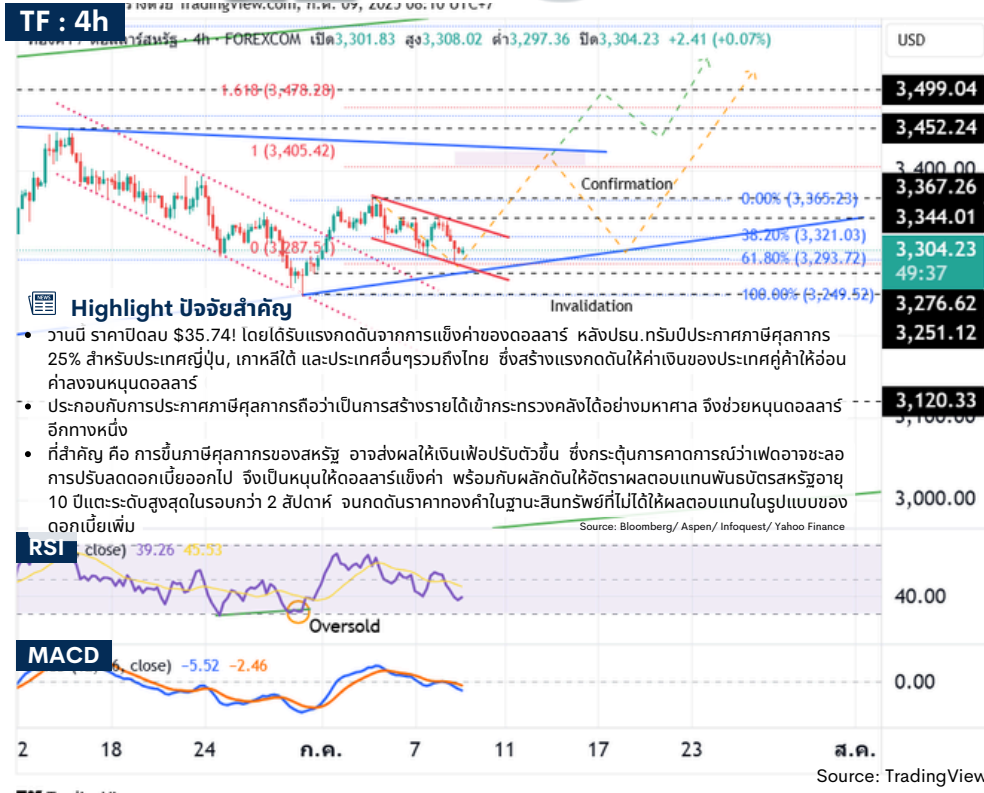 TradingView.com, ก.ค. 09, 2025 08:10 UTC+7
TF : 4h
ดอลลาร์สหรัฐ · 4h · FOREXCOM เปิด3,301.83 สูง3,308.02 ต่ำ3,297.36 ปิด3,304.23 +2.41 (+0.07%)
USD
1.618 (3,478.28)
3,499.04
3,452.24
1 (3,405.42)
3,400.00
Confirmation
3,367.26
0.00% (3,365.23)
3,344.01
38.20% (3,321.03)
0 (3,287.5
61.80% (3,293.72)
3,304.23
49:37
100.00% (3,249.52)
3,276.62
Invalidation
3,251.12
NEWS
Highlight ปัจจัยสำคัญ
• วานนี้ ราคาปิดลบ $35.74! โดยได้รับแรงกดดันจากการแข็งค่าของดอลลาร์ หลังปธน.ทรัมป์ประกาศภาษีศุลกากร
25% สำหรับประเทศญี่ปุ่น, เกาหลีใต้ และประเทศอื่นๆรวมถึงไทย ซึ่งสร้างแรงกดดันให้ค่าเงินของประเทศคู่ค้าให้อ่อน
ค่าลงจนหนุนดอลลาร์
• ประกอบกับการประกาศภาษีศุลกากรถือว่าเป็นการสร้างรายได้เข้ากระทรวงคลังได้อย่างมหาศาล จึงช่วยหนุนดอลลาร์
อีกทางหนึ่ง
• ที่สำคัญ คือ การขึ้นภาษีศุลกากรของสหรัฐ อาจส่งผลให้เงินเฟ้อปรับตัวขึ้น ซึ่งกระตุ้นการคาดการณ์ว่าเฟดอาจชะลอ
การปรับลดดอกเบี้ยออกไป จึงเป็นหนุนให้ดอลลาร์แข็งค่า พร้อมกับผลักดันให้อัตราผลตอบแทนพันธบัตรสหรัฐอายุ
10 ปีแตะระดับสูงสุดในรอบกว่า 2 สัปดาห์ จนกดดันราคาทองคำในฐานะสินทรัพย์ที่ไม่ได้ให้ผลตอบแทนในรูปแบบของ
ดอกเบี้ยเพิ่ม
Source: Bloomberg/ Aspen/ Infoquest/ Yahoo Finance
3,120.33
3,100.00
3,000.00
RSI
close) 39.26 45.53
40.00
Oversold
MACD
close) −5.52 −2.46
0.00
2 18 24 ก.ค. 7 11 17 23 ส.ค.
Source: TradingView